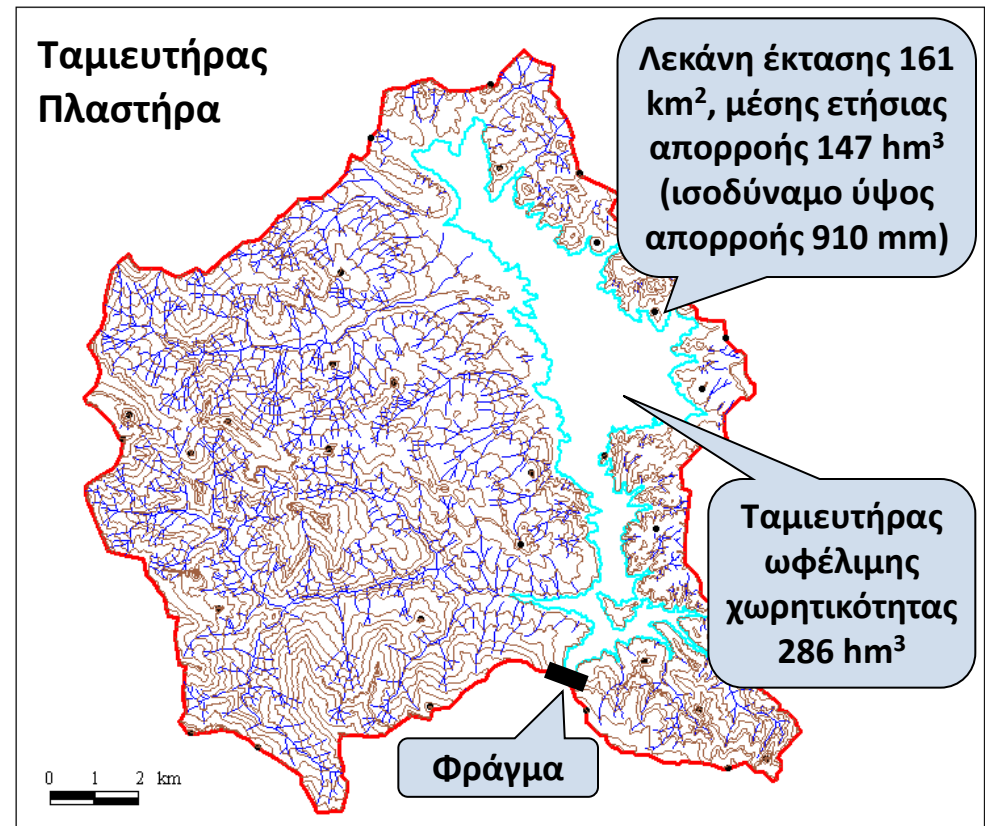 Ταμιευτήρας
Πλαστήρα
Λεκάνη έκτασης 161
km², μέσης ετήσιας
απορροής 147 hm³
(ισοδύναμο ύψος
απορροής 910 mm)
Ταμιευτήρας
ωφέλιμης
χωρητικότητας
286 hm³
Φράγμα
0 1 2 km